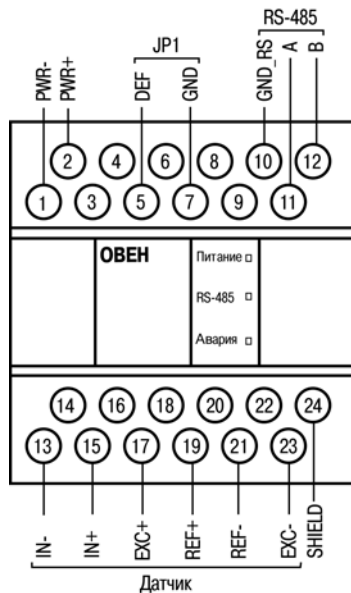 RS-485
JP1
PWR-
PWR+
DEF
GND
GND_RS
A
B
2 4 6 8 10 12
1 3 5 7 9 11
ОВЕН
Питание
RS-485
Авария
14 16 18 20 22 24
13 15 17 19 21 23
IN-
IN+
EXC+
REF+
REF-
EXC-
SHIELD
Датчик